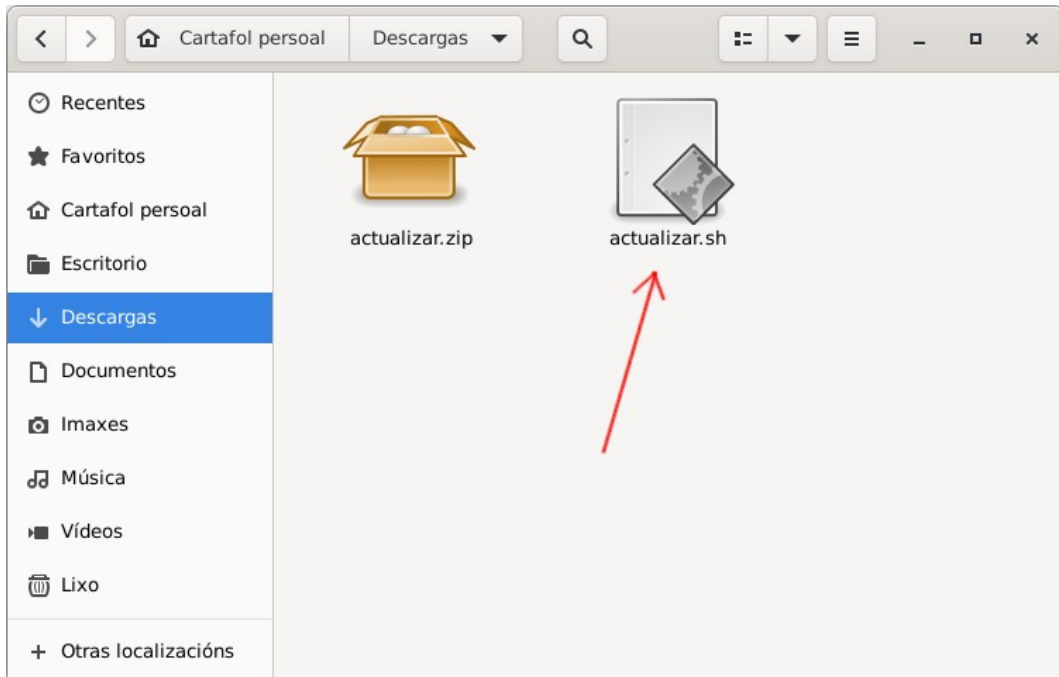 Cartafol persoal
Descargas
Recentes
Favoritos
Cartafol persoal
Escritorio
Descargas
Documentos
Imaxes
Música
Vídeos
Lixo
+ Otras localizacións
actualizar.zip
actualizar.sh